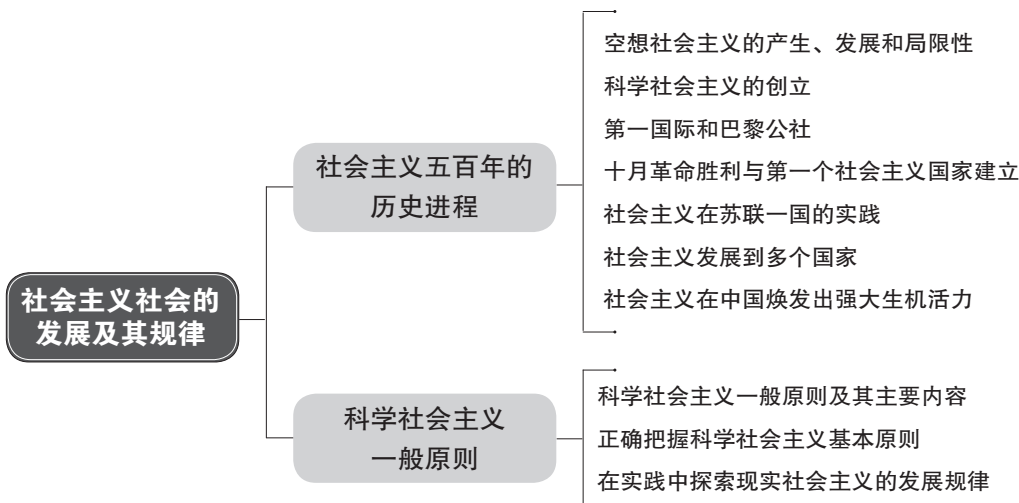 社会主义社会的
发展及其规律
社会主义五百年的
历史进程
空想社会主义的产生、发展和局限性
科学社会主义的创立
第一国际和巴黎公社
十月革命胜利与第一个社会主义国家建立
社会主义在苏联一国的实践
社会主义发展到多个国家
社会主义在中国焕发出强大生机活力
科学社会主义
一般原则
科学社会主义一般原则及其主要内容
正确把握科学社会主义基本原则
在实践中探索现实社会主义的发展规律